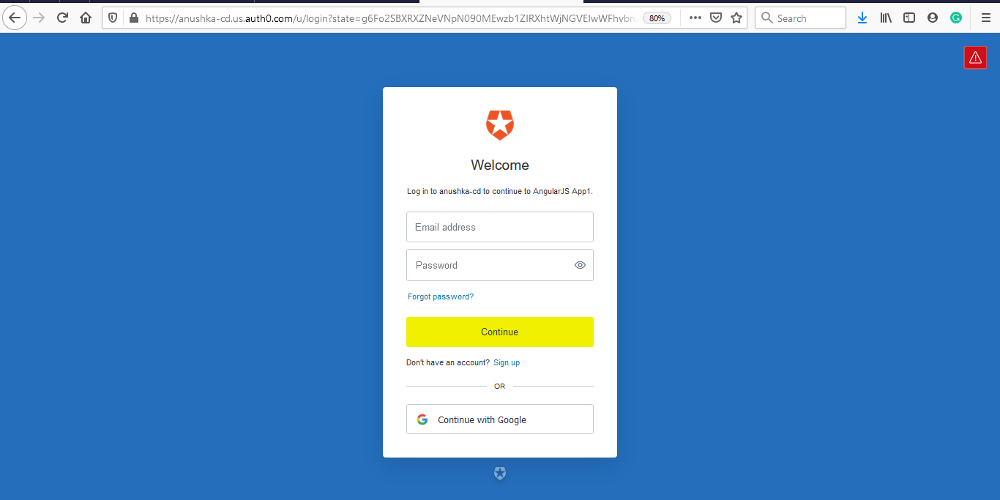 https://anushka-cd.us.auth0.com/u/login?state=g6Fo2SBXRXZNeVNpN090MEwzb1ZIRXhtWjNGVEIwWFhvbn
80%
Search
Welcome
Log in to anushka-cd to continue to AngularJS App1.
Email address
Password
Forgot password?
Continue
Don't have an account? Sign up
OR
Continue with Google